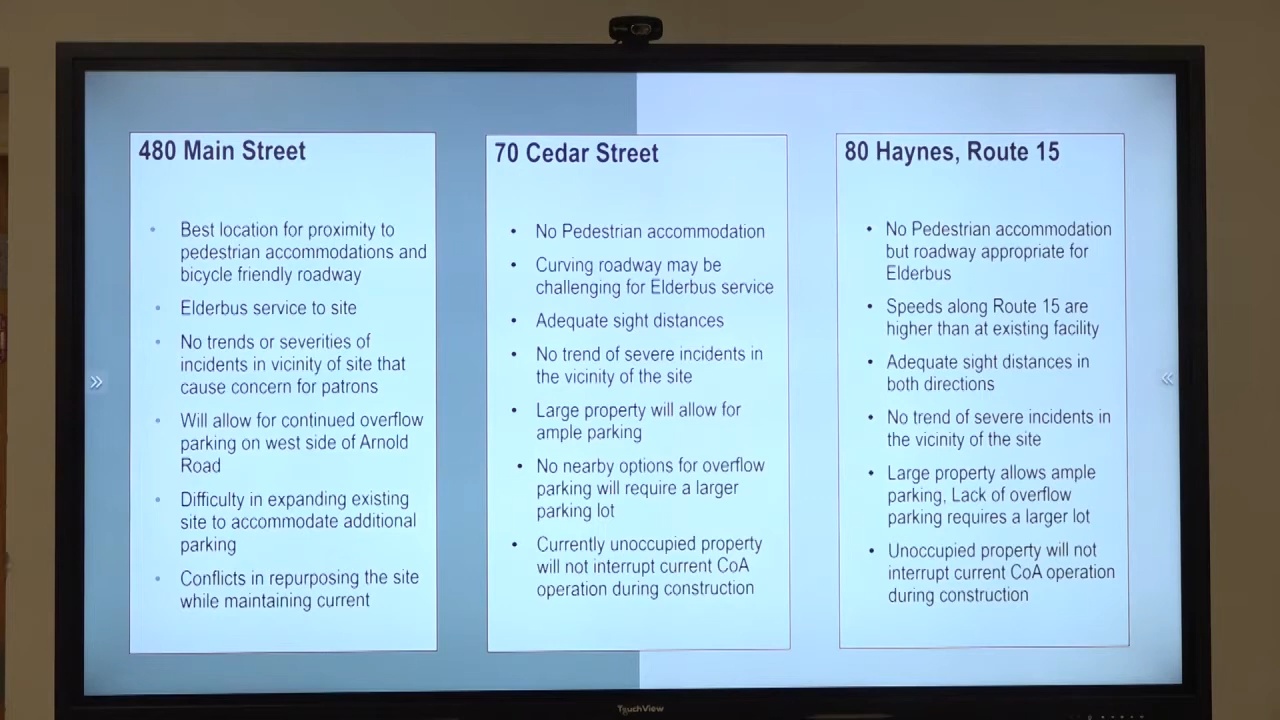 480 Main Street
Best location for proximity to
pedestrian accommodations and
bicycle friendly roadway
Elderbus service to site
No trends or severities of
incidents in vicinity of site that
cause concern for patrons
Will allow for continued overflow
parking on west side of Arnold
Road
Difficulty in expanding existing
site to accommodate additional
parking
Conflicts in repurposing the site
while maintaining current
70 Cedar Street
No Pedestrian accommodation
Curving roadway may be
challenging for Elderbus service
Adequate sight distances
No trend of severe incidents in
the vicinity of the site
Large property will allow for
ample parking
No nearby options for overflow
parking will require a larger
parking lot
Currently unoccupied property
will not interrupt current CoA
operation during construction
80 Haynes, Route 15
No Pedestrian accommodation
but roadway appropriate for
Elderbus
Speeds along Route 15 are
higher than at existing facility
Adequate sight distances in
both directions
No trend of severe incidents in
the vicinity of the site
Large property allows ample
parking, Lack of overflow
parking requires a larger lot
Unoccupied property will not
interrupt current CoA operation
during construction
TouchView